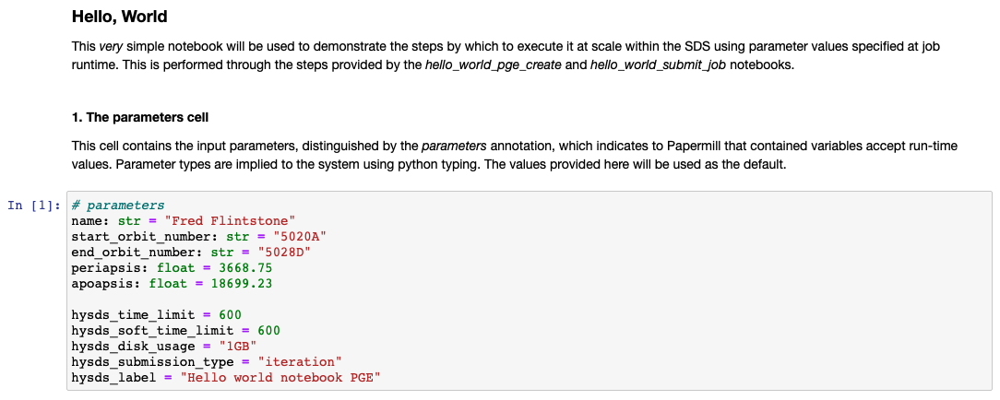 Hello, World
This very simple notebook will be used to demonstrate the steps by which to execute it at scale within the SDS using parameter values specified at job
runtime. This is performed through the steps provided by the hello_world_pge_create and hello_world_submit_job notebooks.
1. The parameters cell
This cell contains the input parameters, distinguished by the parameters annotation, which indicates to Papermill that contained variables accept run-time
values. Parameter types are implied to the system using python typing. The values provided here will be used as the default.
In [1]: # parameters
name: str = "Fred Flintstone"
start_orbit_number: str = "5020A"
end_orbit_number: str = "5028D"
periapsis: float = 3668.75
apoapsis: float = 18699.23
hysds_time_limit = 600
hysds_soft_time_limit = 600
hysds_disk_usage = "1GB"
hysds_submission_type = "iteration"
hysds_label = "Hello world notebook PGE"